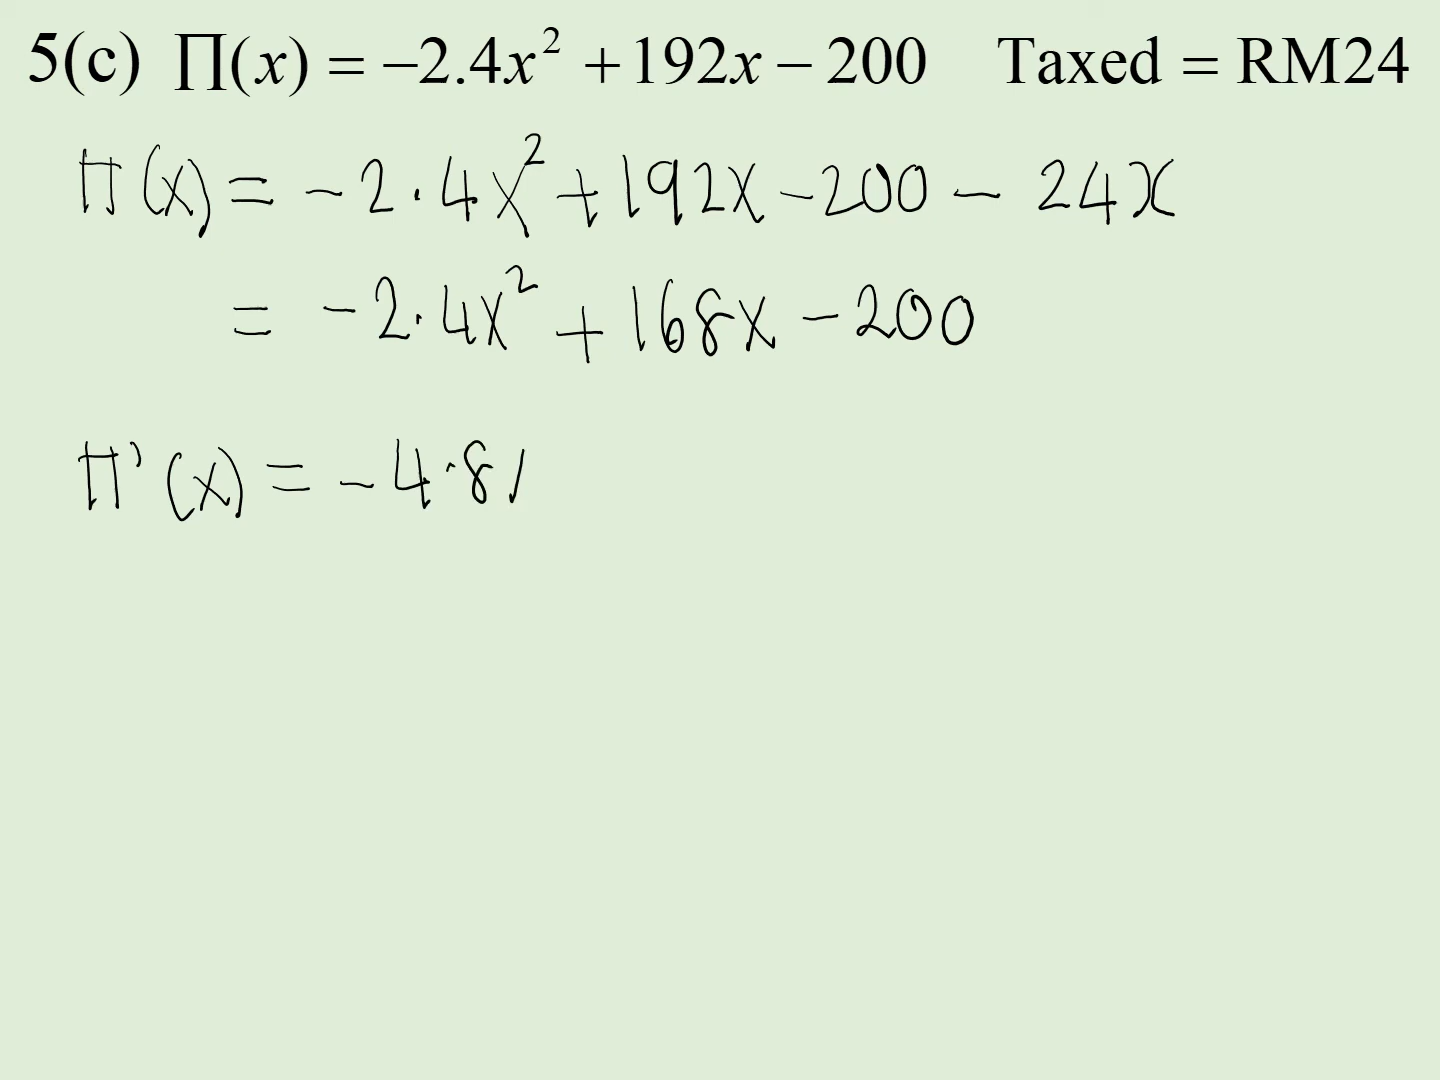 5(c) ∏(x) = −2.4x² + 192x − 200 Taxed = RM24
Π(x) = −2.4x² + 192x − 200 − 24x
= −2.4x² + 168x − 200
Π'(x) = −4.8